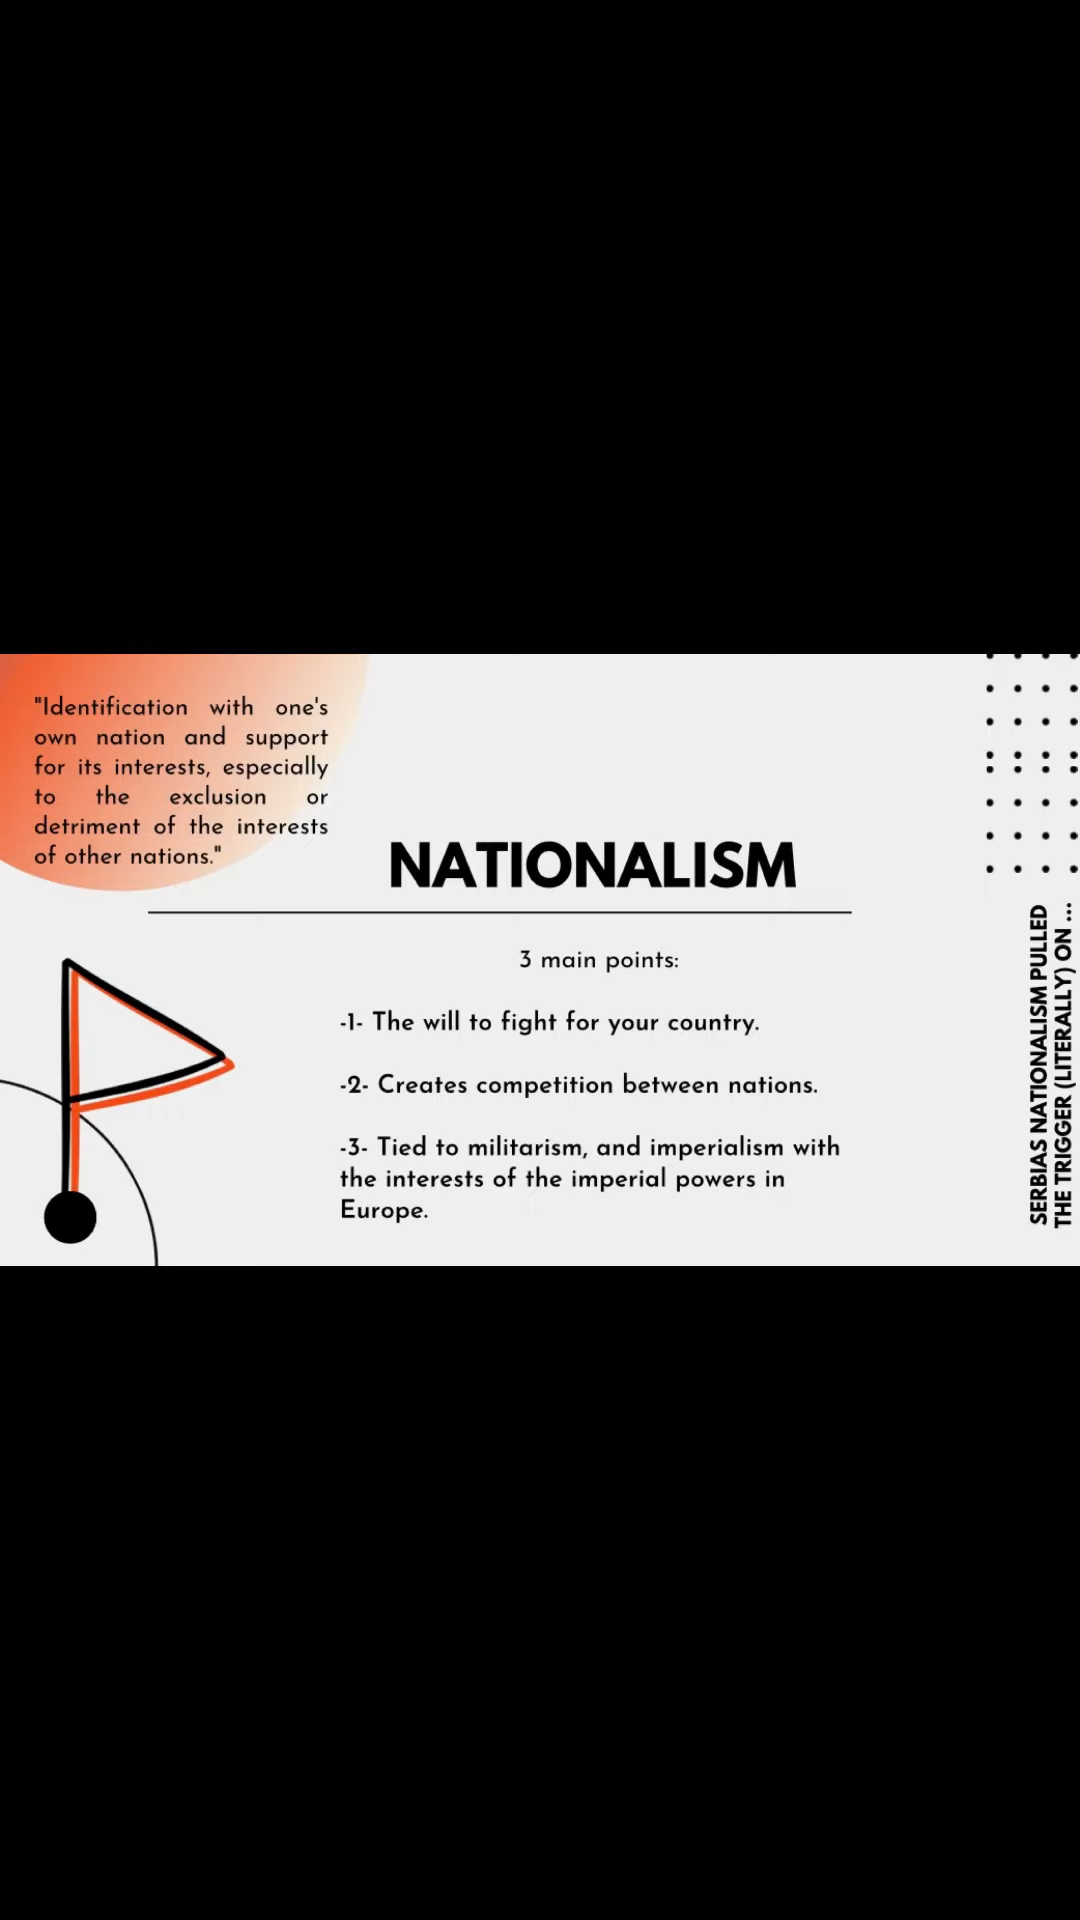 "Identification with one's
own nation and support
for its interests, especially
to the exclusion or
detriment of the interests
of other nations."
NATIONALISM
3 main points:
-1- The will to fight for your country.
-2- Creates competition between nations.
-3- Tied to militarism, and imperialism with
the interests of the imperial powers in
Europe.
SERBIAS NATIONALISM PULLED
THE TRIGGER (LITERALLY) ON ...